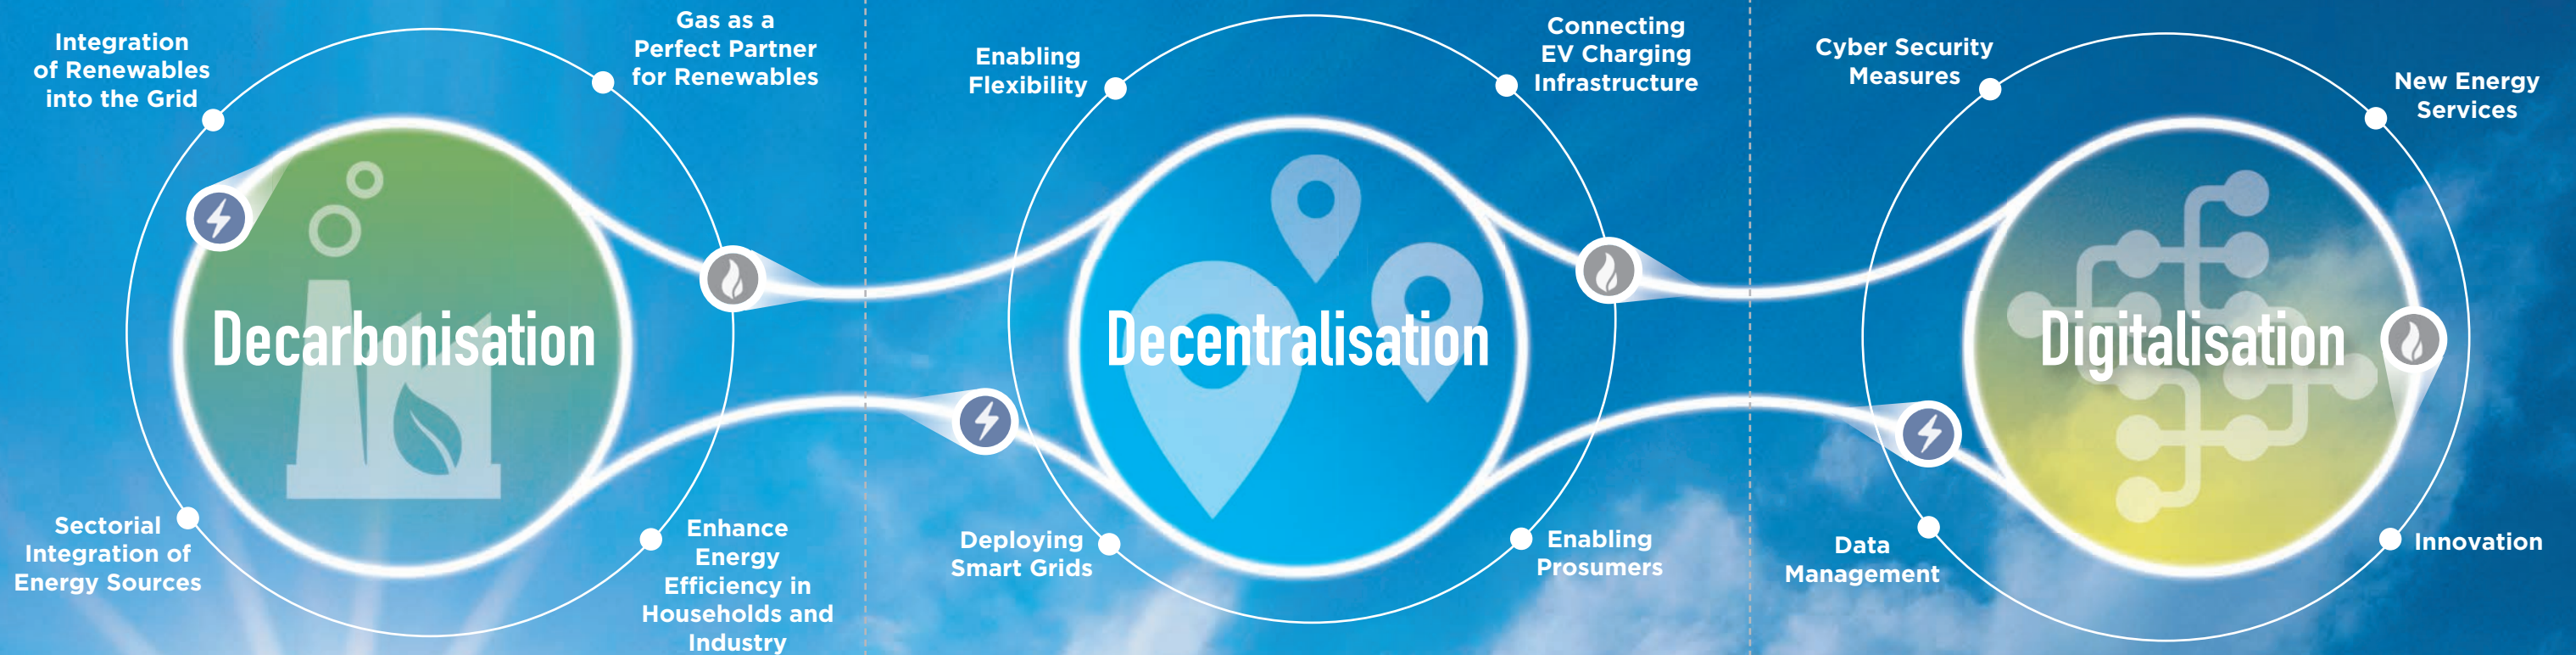 Integration
of Renewables
into the Grid
Gas as a
Perfect Partner
for Renewables
Decarbonisation
Sectorial
Integration of
Energy Sources
Enhance
Energy
Efficiency in
Households and
Industry
Enabling
Flexibility
Connecting
EV Charging
Infrastructure
Decentralisation
Deploying
Smart Grids
Enabling
Prosumers
Cyber Security
Measures
New Energy
Services
Digitalisation
Data
Management
Innovation